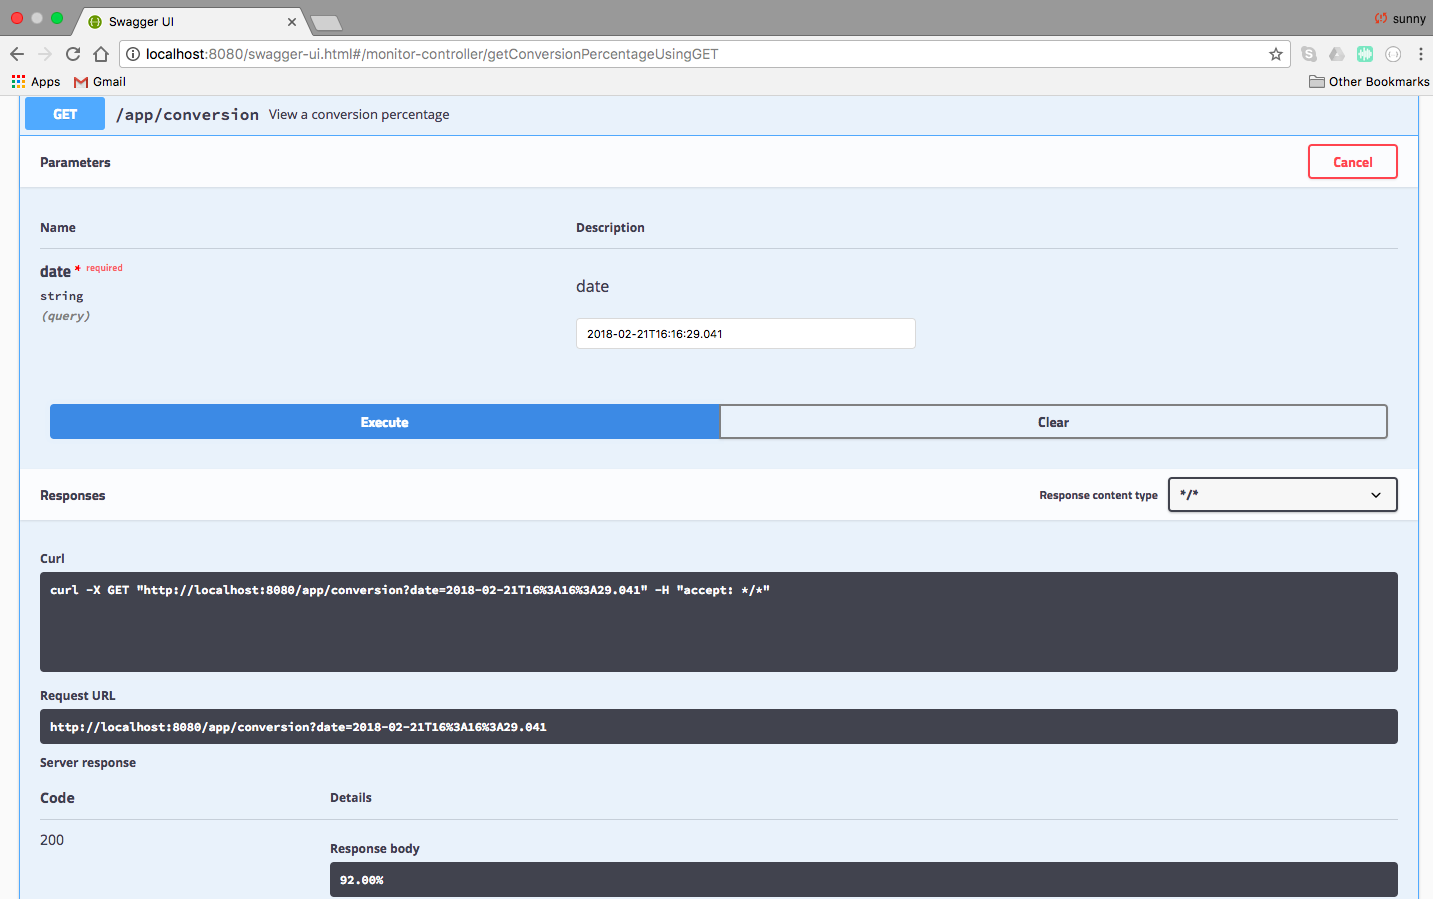 Swagger UI
sunny
localhost:8080/swagger-ui.html#/monitor-controller/getConversionPercentageUsingGET
Apps
Gmail
Other Bookmarks
GET /app/conversion View a conversion percentage
Parameters
Cancel
Name
Description
date * required
string
(query)
date
2018-02-21T16:16:29.041
Execute
Clear
Responses
Response content type
*/*
Curl
curl -X GET "http://localhost:8080/app/conversion?date=2018-02-21T16%3A16%3A29.041" -H "accept: */*"
Request URL
http://localhost:8080/app/conversion?date=2018-02-21T16%3A16%3A29.041
Server response
Code
Details
200
Response body
92.00%